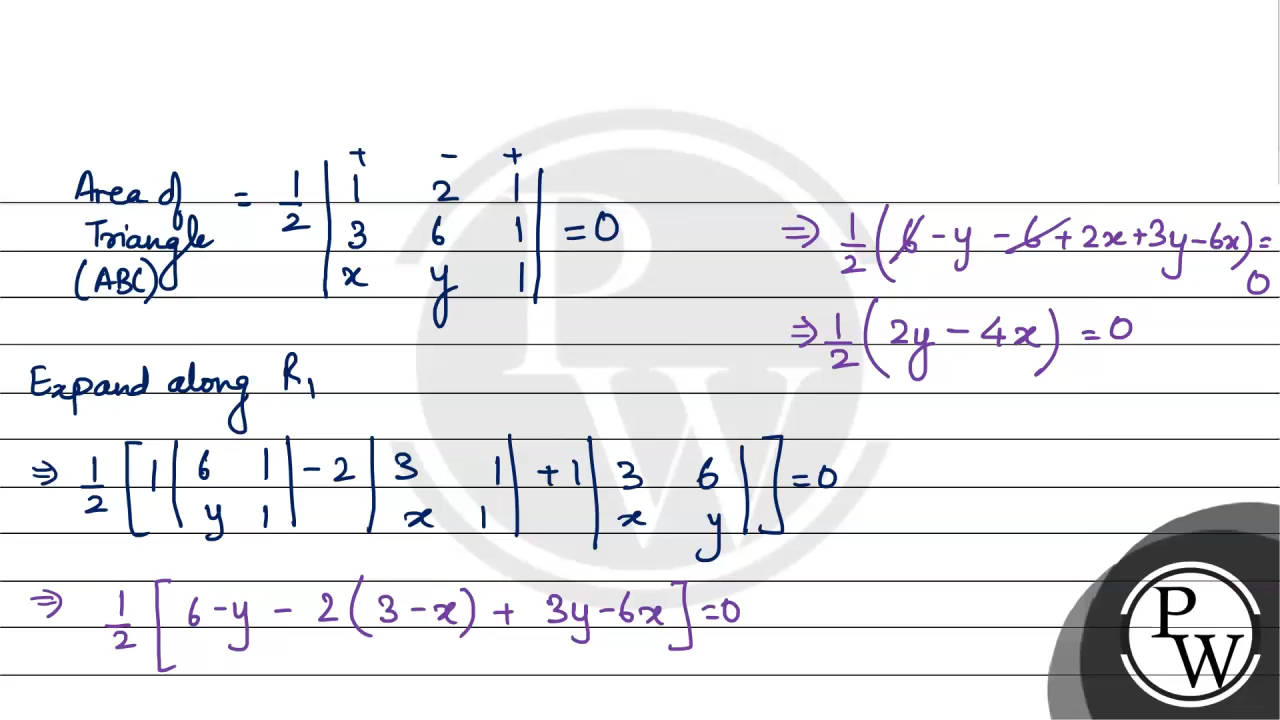 + - +
Area of = 1/2 | 1 2 1 |
Triangle | 3 6 1 | = 0
(ABC) | x y 1 |
Expand along R₁
⇒ 1/2 [ 1 | 6 1 | - 2 | 3 1 | + 1 | 3 6 | ] = 0
| y 1 | | x 1 | | x y |
⇒ 1/2 [ 6 - y - 2 ( 3 - x ) + 3y - 6x ] = 0
⇒ 1/2 ( 6 - y - 6 + 2x + 3y - 6x ) =
0
⇒ 1/2 ( 2y - 4x ) = 0
P
W
P
W